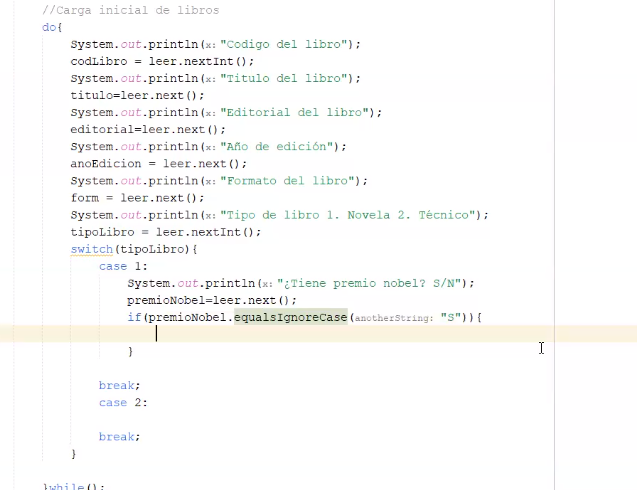 //Carga inicial de libros
do{
System.out.println(x: "Codigo del libro");
codLibro = leer.nextInt();
System.out.println(x: "Titulo del libro");
titulo=leer.next();
System.out.println(x: "Editorial del libro");
editorial=leer.next();
System.out.println(x: "Año de edición");
anoEdicion = leer.next();
System.out.println(x: "Formato del libro");
form = leer.next();
System.out.println(x: "Tipo de libro 1. Novela 2. Técnico");
tipoLibro = leer.nextInt();
switch(tipoLibro){
case 1:
System.out.println(x: "¿Tiene premio nobel? S/N");
premioNobel=leer.next();
if(premioNobel.equalsIgnoreCase(anotherString: "S")){
}
break;
case 2:
break;
}
}while();